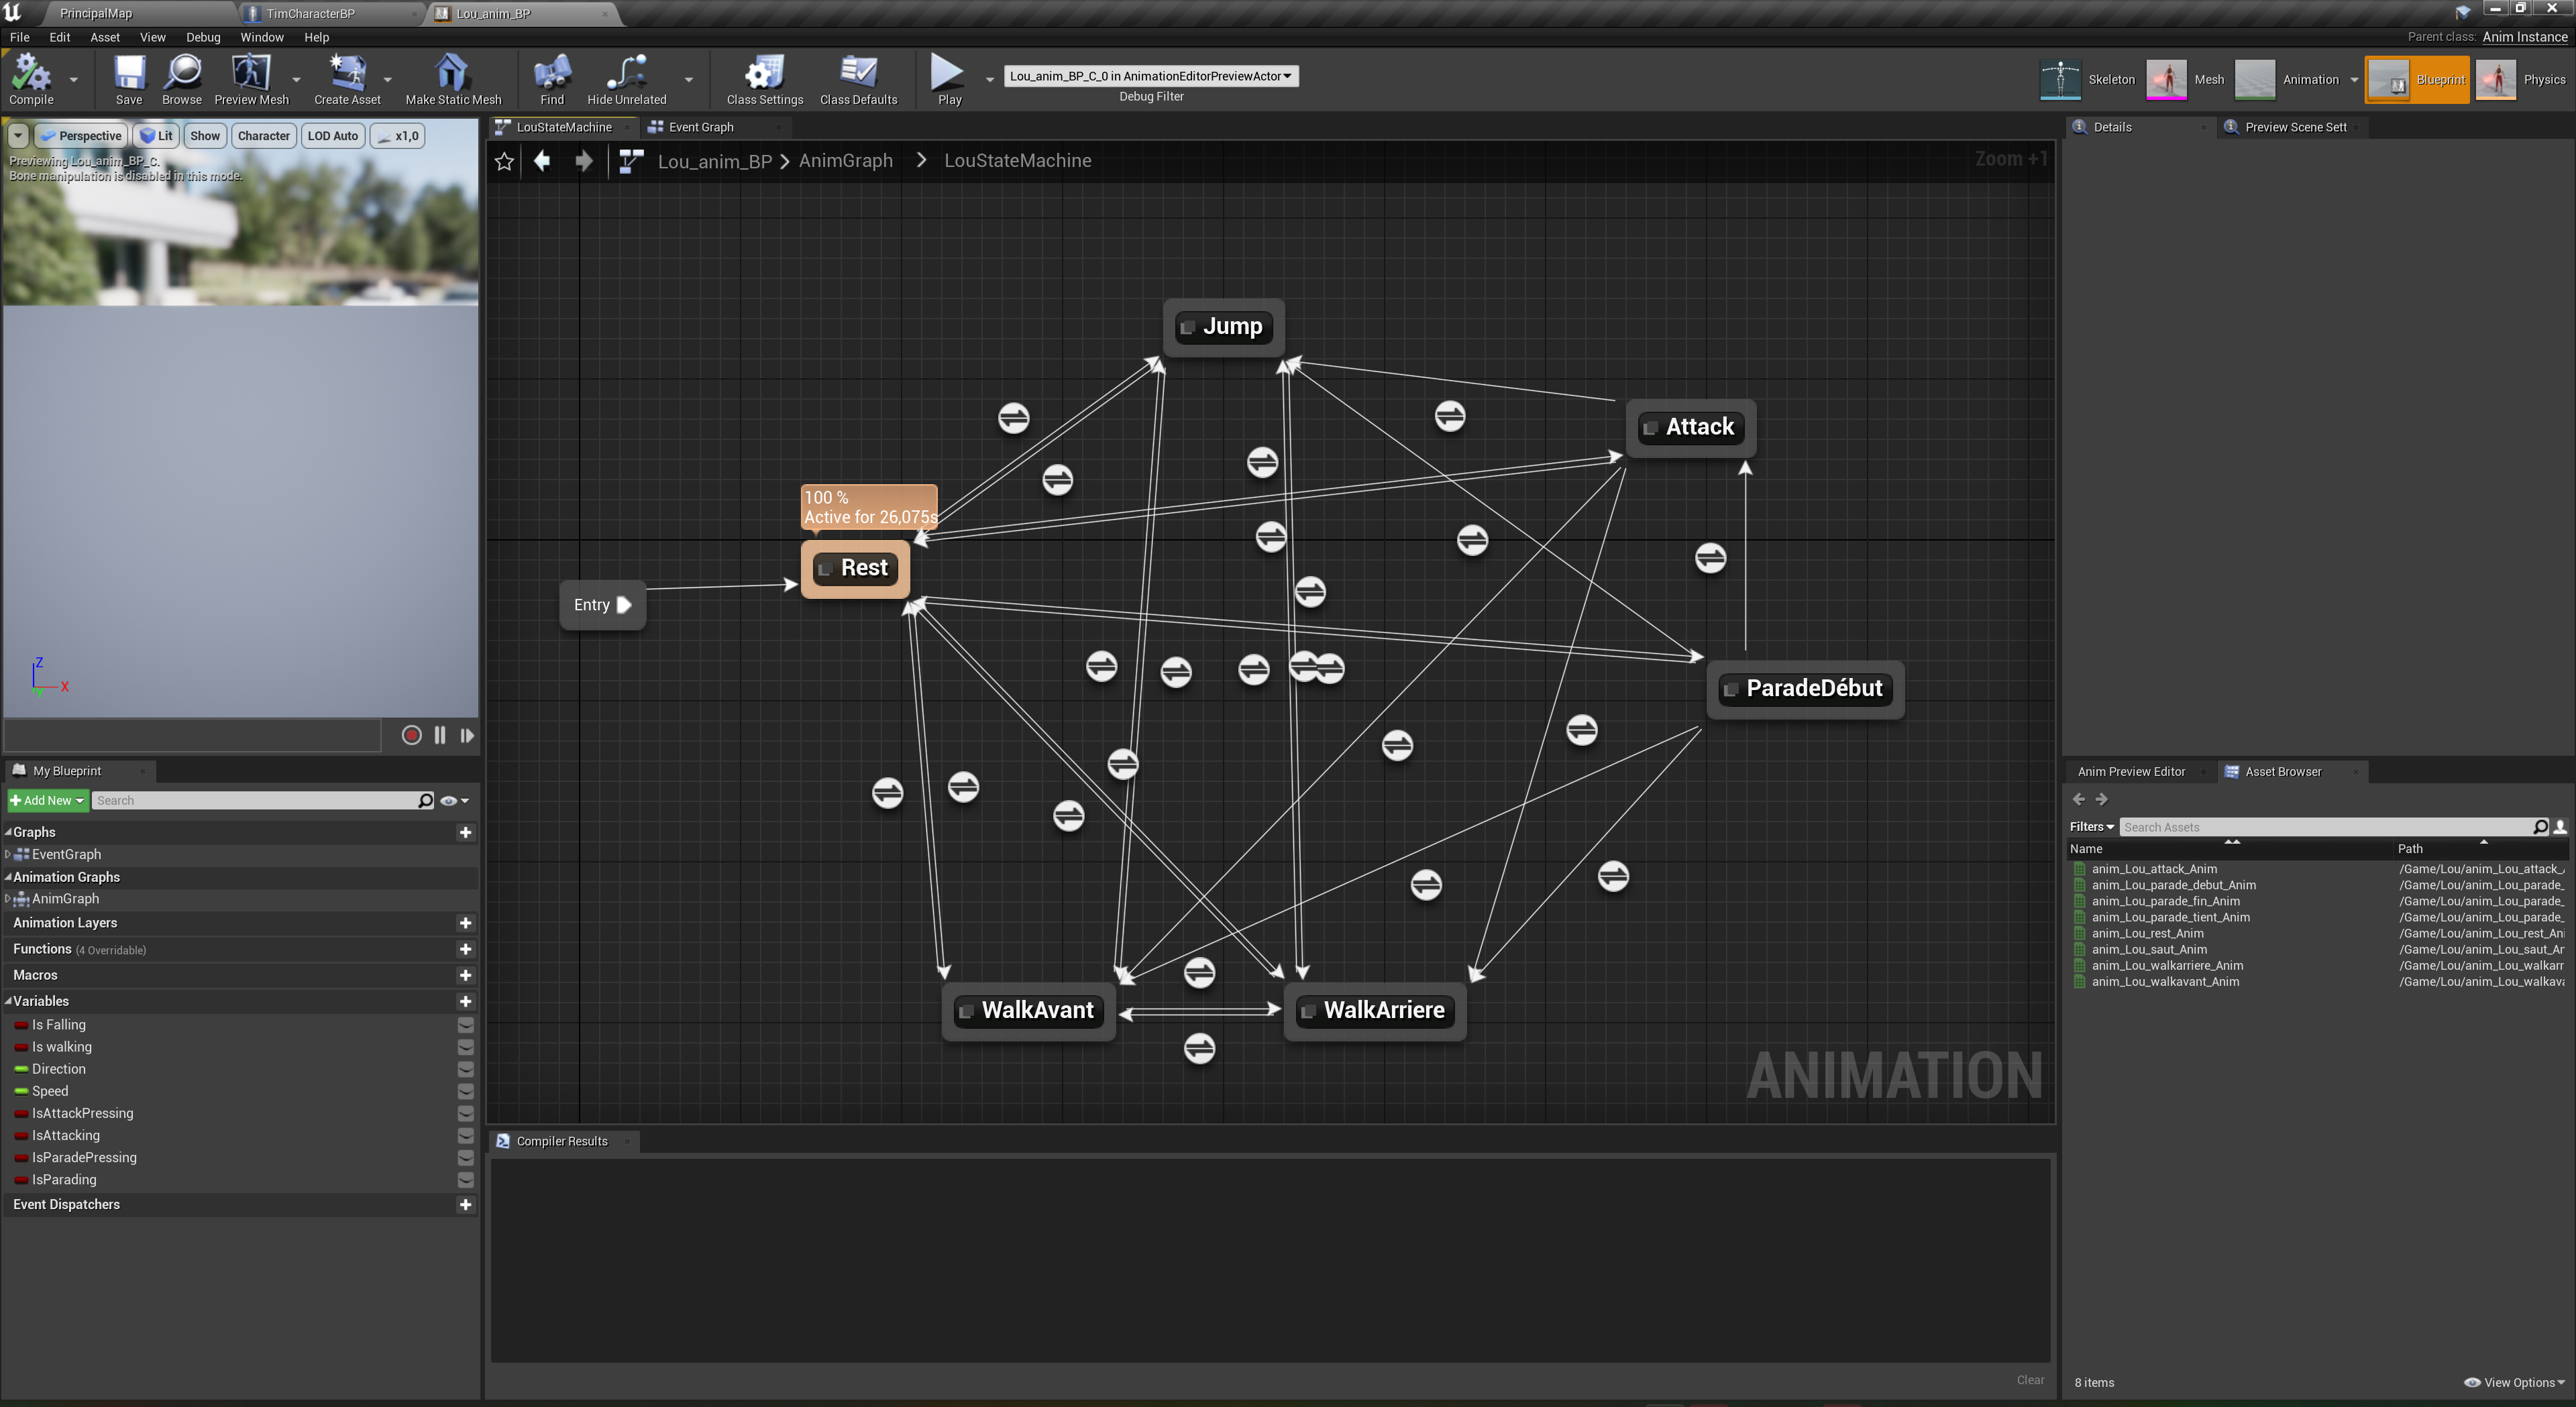 PrincipalMap
TimCharacterBP
Lou_anim_BP
File Edit Asset View Debug Window Help
Parent class: Anim Instance
Compile
Save
Browse
Preview Mesh
Create Asset
Make Static Mesh
Find
Hide Unrelated
Class Settings
Class Defaults
Play
Lou_anim_BP_C_0 in AnimationEditorPreviewActor
Debug Filter
Skeleton
Mesh
Animation
Blueprint
Physics
Perspective
Lit
Show
Character
LOD Auto
x1,0
Previewing Lou_anim_BP_C.
Bone manipulation is disabled in this mode.
Z
X
LouStateMachine
Event Graph
Lou_anim_BP > AnimGraph > LouStateMachine
Zoom +1
Jump
Attack
100 %
Active for 26,075s
Rest
Entry
ParadeDébut
WalkAvant
WalkArriere
ANIMATION
Compiler Results
Clear
My Blueprint
Add New
Search
Graphs
EventGraph
Animation Graphs
AnimGraph
Animation Layers
Functions (4 Overridable)
Macros
Variables
Is Falling
Is walking
Direction
Speed
IsAttackPressing
IsAttacking
IsParadePressing
IsParading
Event Dispatchers
Details
Preview Scene Sett
Anim Preview Editor
Asset Browser
Filters
Search Assets
Name Path
anim_Lou_attack_Anim /Game/Lou/anim_Lou_attack_
anim_Lou_parade_debut_Anim /Game/Lou/anim_Lou_parade_
anim_Lou_parade_fin_Anim /Game/Lou/anim_Lou_parade_
anim_Lou_parade_tient_Anim /Game/Lou/anim_Lou_parade_
anim_Lou_rest_Anim /Game/Lou/anim_Lou_rest_Ani
anim_Lou_saut_Anim /Game/Lou/anim_Lou_saut_Ar
anim_Lou_walkarriere_Anim /Game/Lou/anim_Lou_walkarr
anim_Lou_walkavant_Anim /Game/Lou/anim_Lou_walkava
8 items
View Options